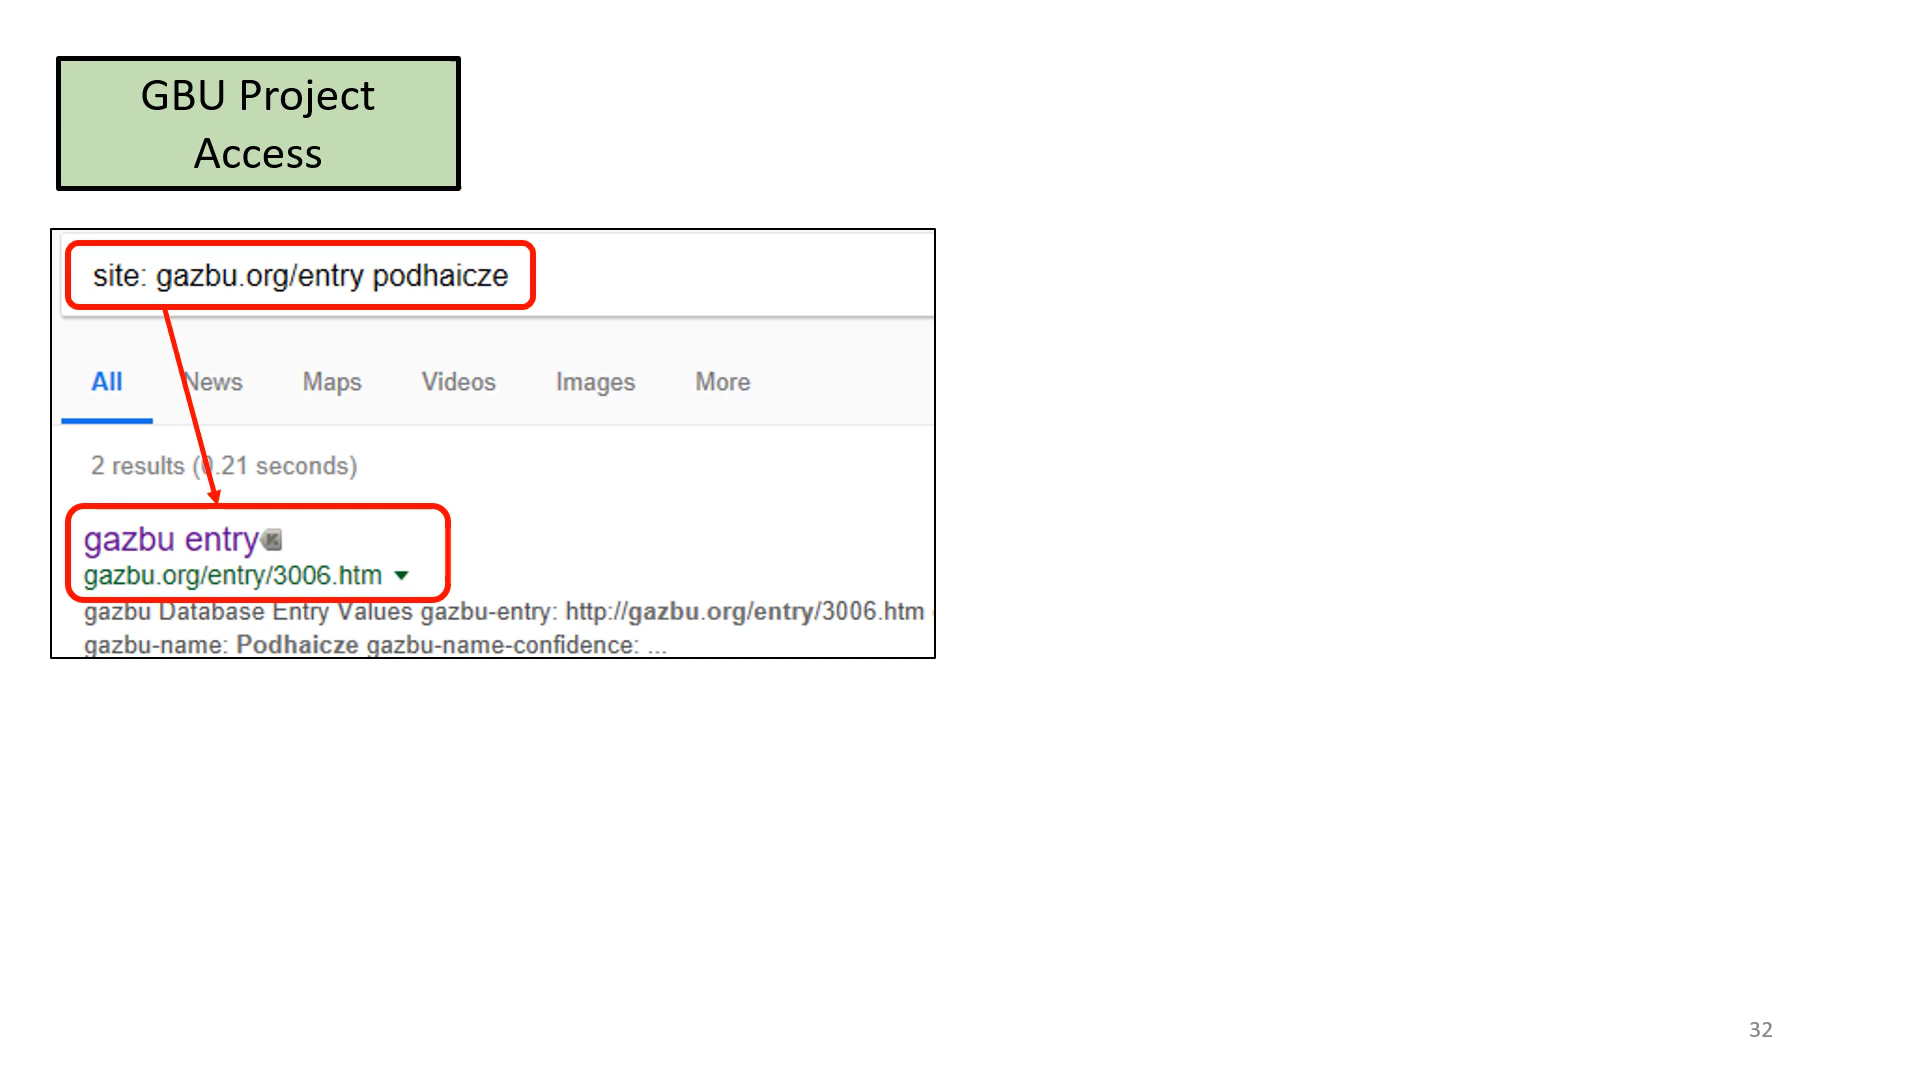 GBU Project
Access
site: gazbu.org/entry podhaicze
All News Maps Videos Images More
2 results (0.21 seconds)
gazbu entry
gazbu.org/entry/3006.htm
gazbu Database Entry Values gazbu-entry: http://gazbu.org/entry/3006.htm
gazbu-name: Podhaicze gazbu-name-confidence: ...
32